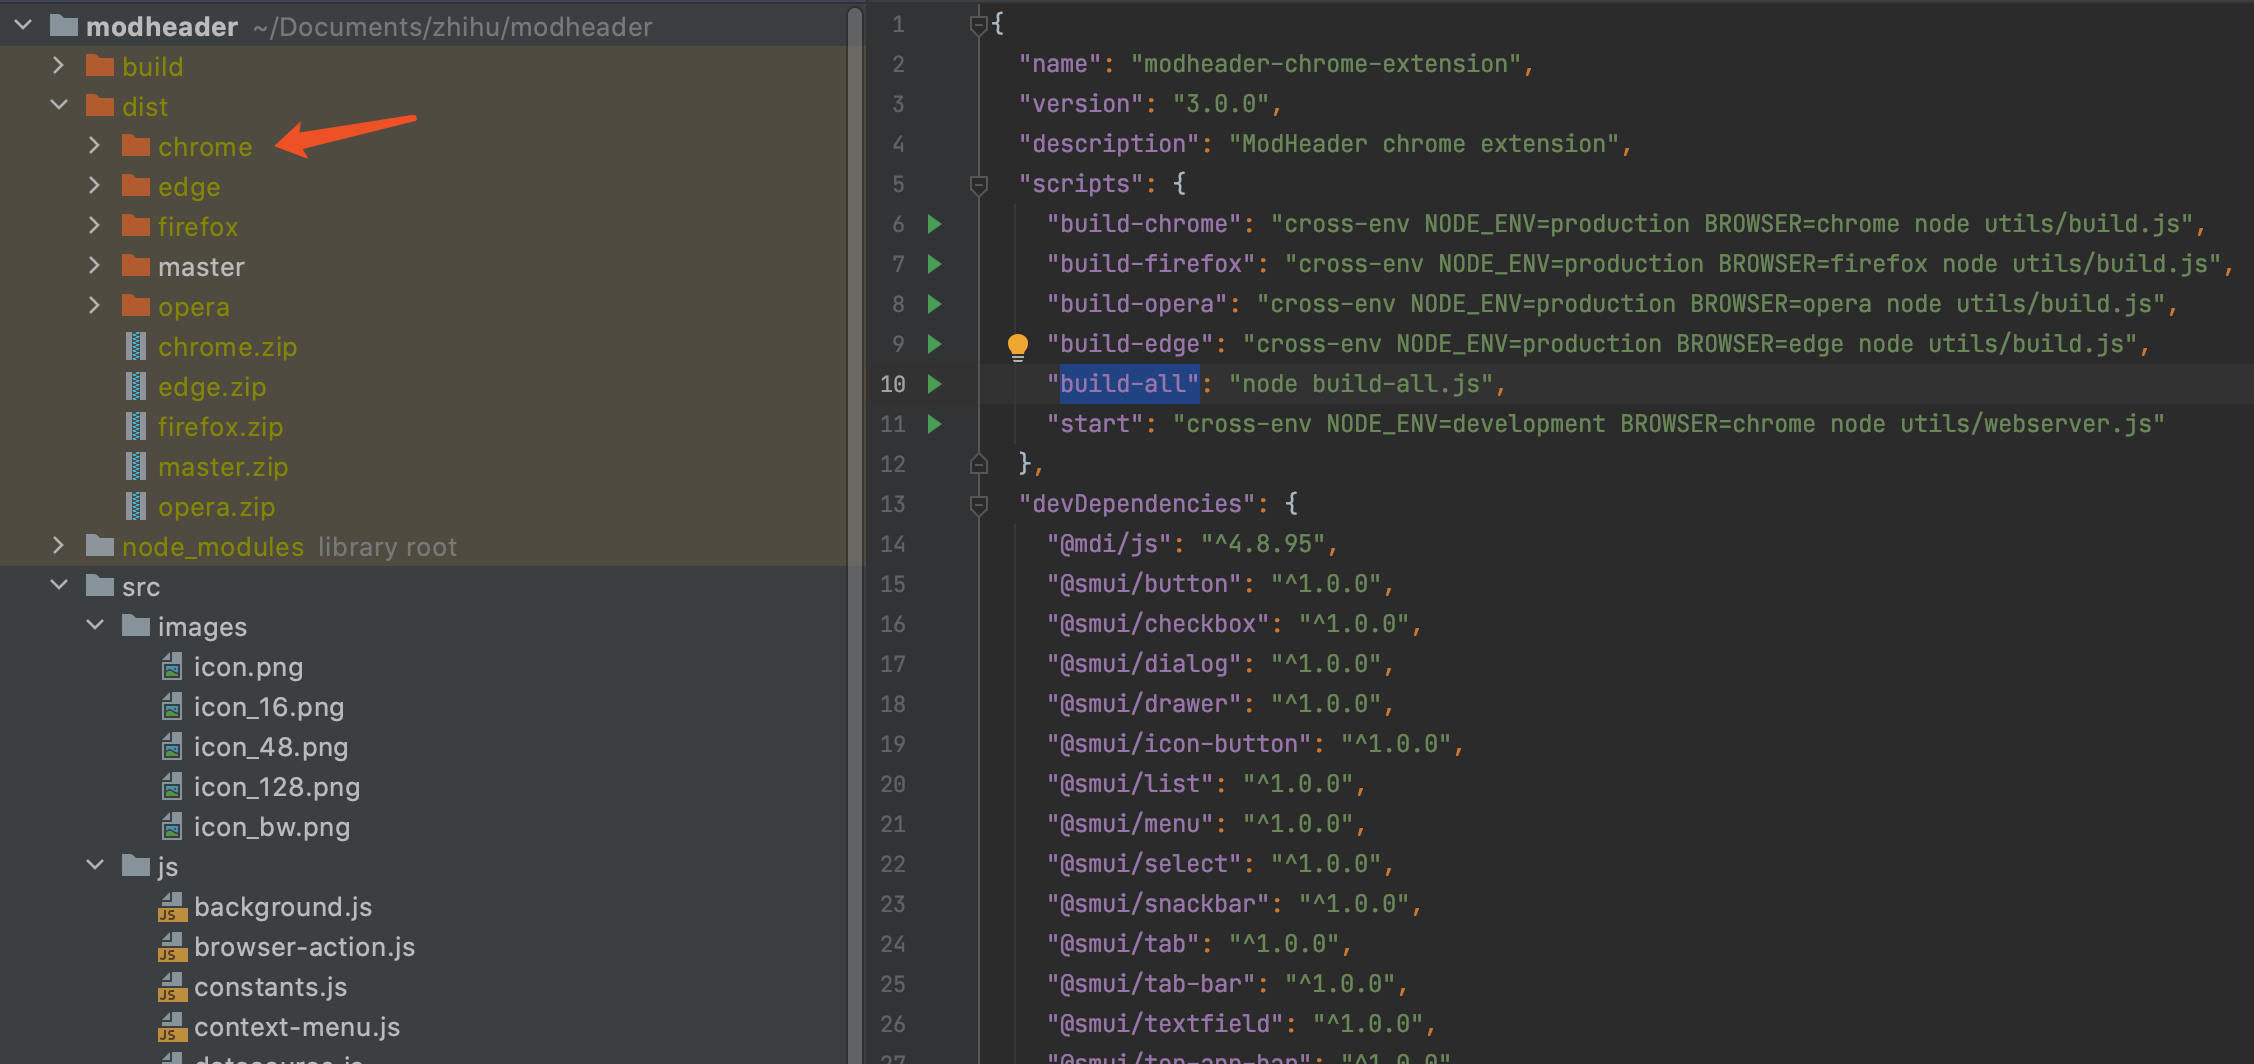 modheader ~/Documents/zhihu/modheader
build
dist
chrome
edge
firefox
master
opera
chrome.zip
edge.zip
firefox.zip
master.zip
opera.zip
node_modules library root
src
images
icon.png
icon_16.png
icon_48.png
icon_128.png
icon_bw.png
js
background.js
browser-action.js
constants.js
context-menu.js
datasource.js
1 {
2 "name": "modheader-chrome-extension",
3 "version": "3.0.0",
4 "description": "ModHeader chrome extension",
5 "scripts": {
6 "build-chrome": "cross-env NODE_ENV=production BROWSER=chrome node utils/build.js",
7 "build-firefox": "cross-env NODE_ENV=production BROWSER=firefox node utils/build.js",
8 "build-opera": "cross-env NODE_ENV=production BROWSER=opera node utils/build.js",
9 "build-edge": "cross-env NODE_ENV=production BROWSER=edge node utils/build.js",
10 "build-all": "node build-all.js",
11 "start": "cross-env NODE_ENV=development BROWSER=chrome node utils/webserver.js"
12 },
13 "devDependencies": {
14 "@mdi/js": "^4.8.95",
15 "@smui/button": "^1.0.0",
16 "@smui/checkbox": "^1.0.0",
17 "@smui/dialog": "^1.0.0",
18 "@smui/drawer": "^1.0.0",
19 "@smui/icon-button": "^1.0.0",
20 "@smui/list": "^1.0.0",
21 "@smui/menu": "^1.0.0",
22 "@smui/select": "^1.0.0",
23 "@smui/snackbar": "^1.0.0",
24 "@smui/tab": "^1.0.0",
25 "@smui/tab-bar": "^1.0.0",
26 "@smui/textfield": "^1.0.0",
27 "@smui/top-app-bar": "^1.0.0"